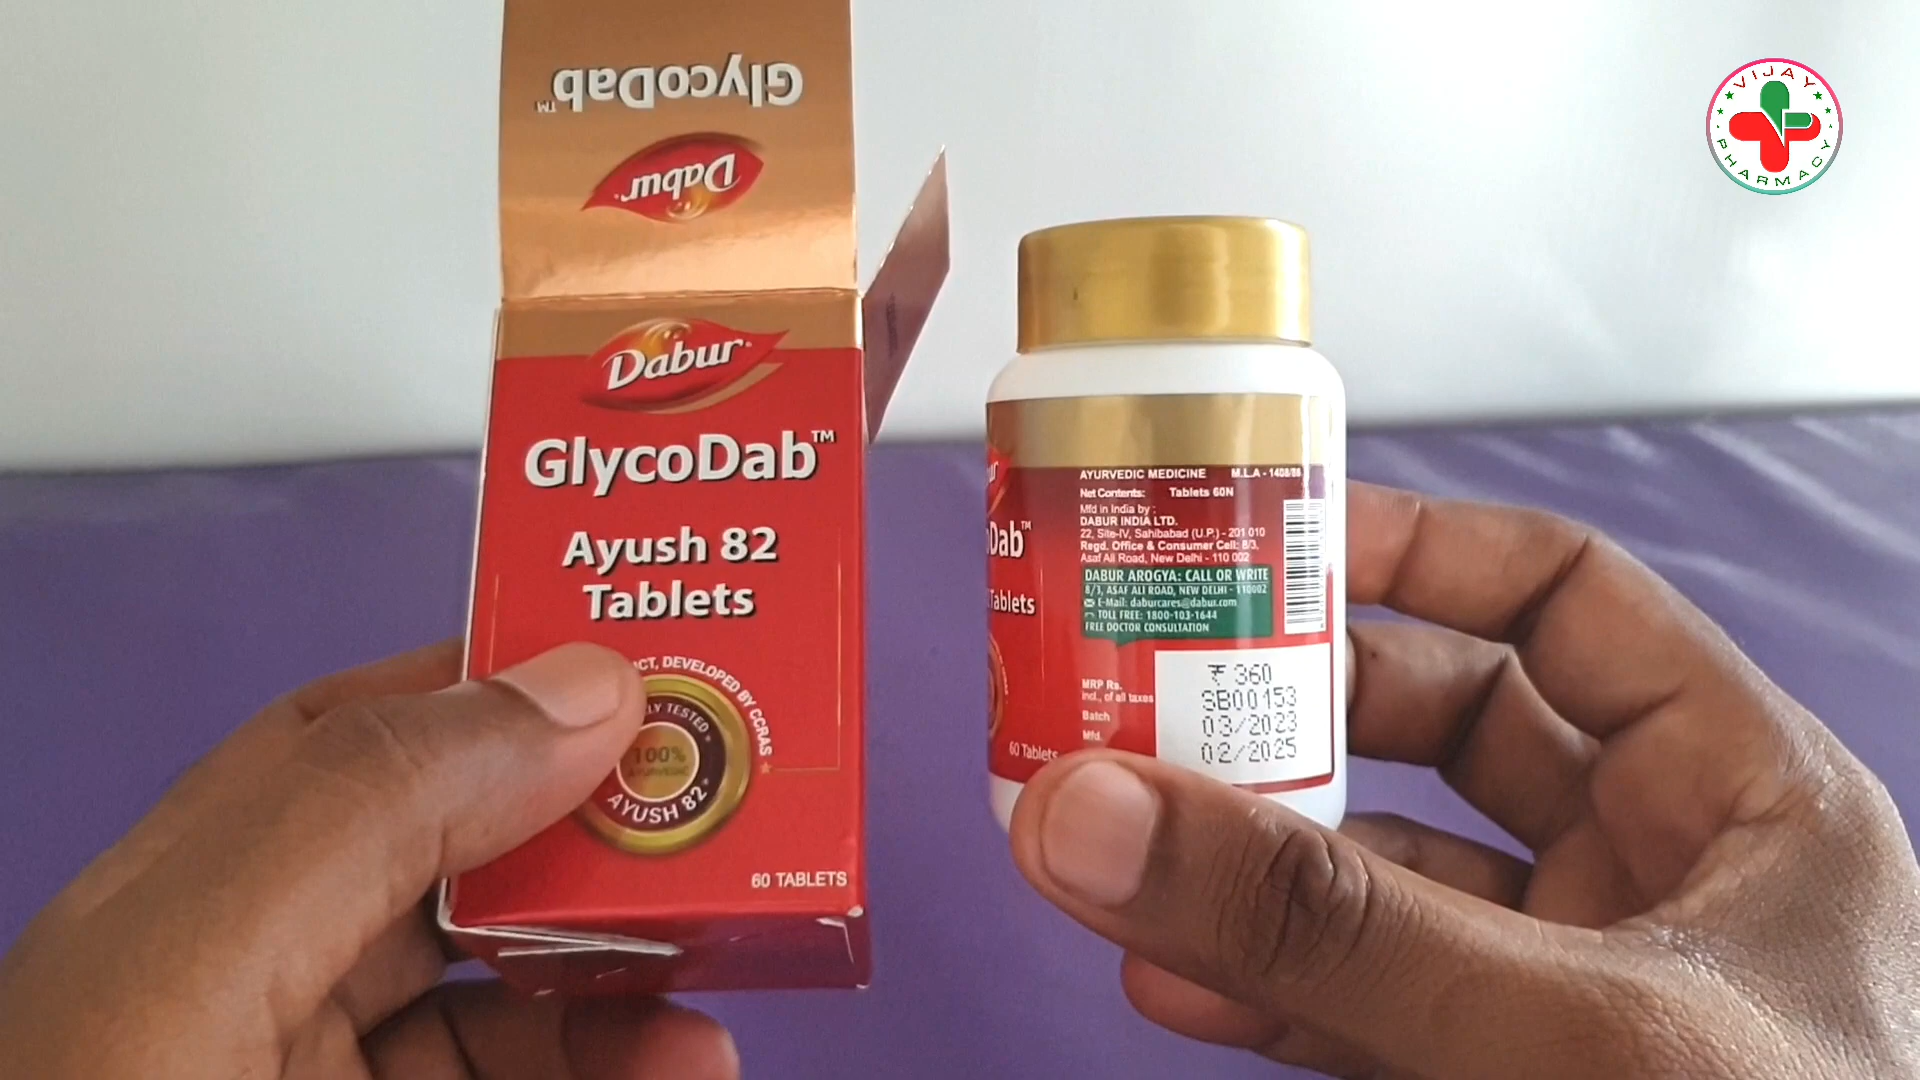 GlycoDab™
Dabur
Dabur
GlycoDab™
Ayush 82
Tablets
DEVELOPED BY CCRAS
TESTED
100%
AYURVEDIC
AYUSH 82
60 TABLETS
Dab™
Tablets
60 Tablets
AYURVEDIC MEDICINE M.L.A - 1408/86
Net Contents: Tablets 60N
Mfd in India by :
DABUR INDIA LTD.
22, Site-IV, Sahibabad (U.P.) - 201 010
Regd. Office & Consumer Cell: 8/3,
Asaf Ali Road, New Delhi - 110 002
DABUR AROGYA: CALL OR WRITE
8/3, ASAF ALI ROAD, NEW DELHI - 110002
E-Mail: daburcares@dabur.com
TOLL FREE: 1800-103-1644
FREE DOCTOR CONSULTATION
MRP Rs. ₹ 360
incl., of all taxes
Batch SB00153
Mfd. 03/2023
02/2025
VIJAY
PHARMACY